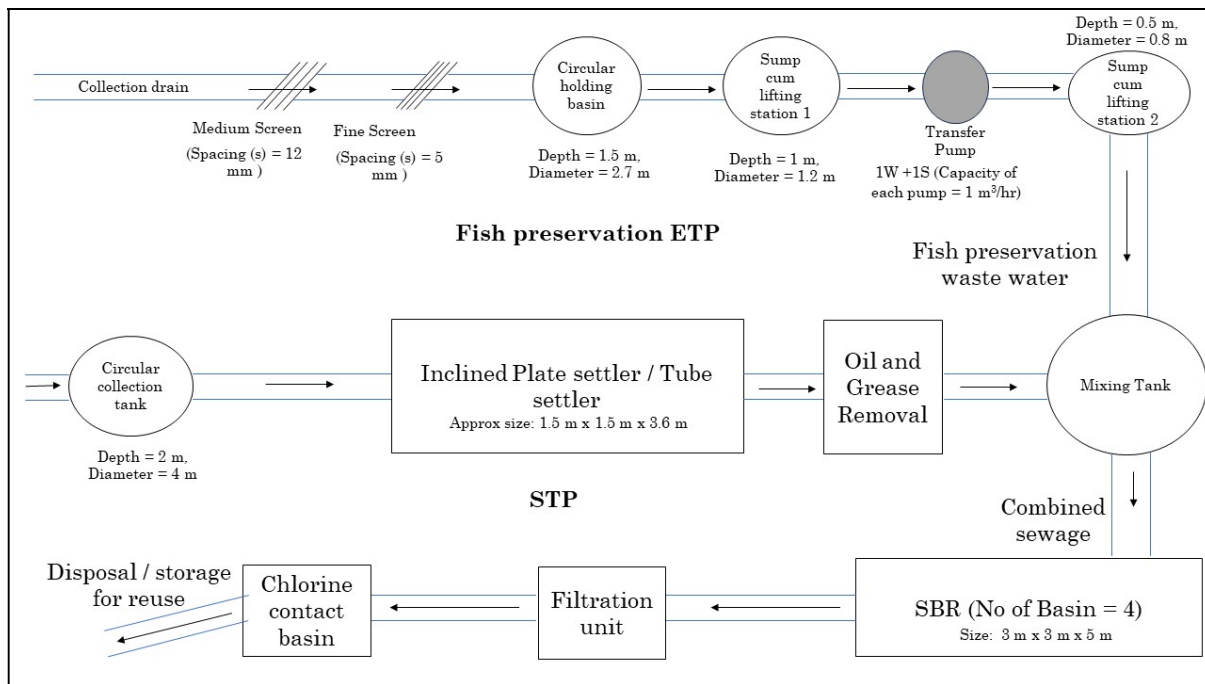 Depth = 0.5 m,
Diameter = 0.8 m
Collection drain
Circular
holding
basin
Sump
cum
lifting
station 1
Sump
cum
lifting
station 2
Medium Screen
(Spacing (s) = 12
mm )
Fine Screen
(Spacing (s) = 5
mm )
Depth = 1.5 m,
Diameter = 2.7 m
Depth = 1 m,
Diameter = 1.2 m
Transfer
Pump
1W +1S (Capacity of
each pump = 1 m³/hr)
Fish preservation ETP
Fish preservation
waste water
Circular
collection
tank
Inclined Plate settler / Tube
settler
Approx size: 1.5 m x 1.5 m x 3.6 m
Oil and
Grease
Removal
Mixing Tank
Depth = 2 m,
Diameter = 4 m
STP
Combined
sewage
Disposal / storage
for reuse
Chlorine
contact
basin
Filtration
unit
SBR (No of Basin = 4)
Size: 3 m x 3 m x 5 m